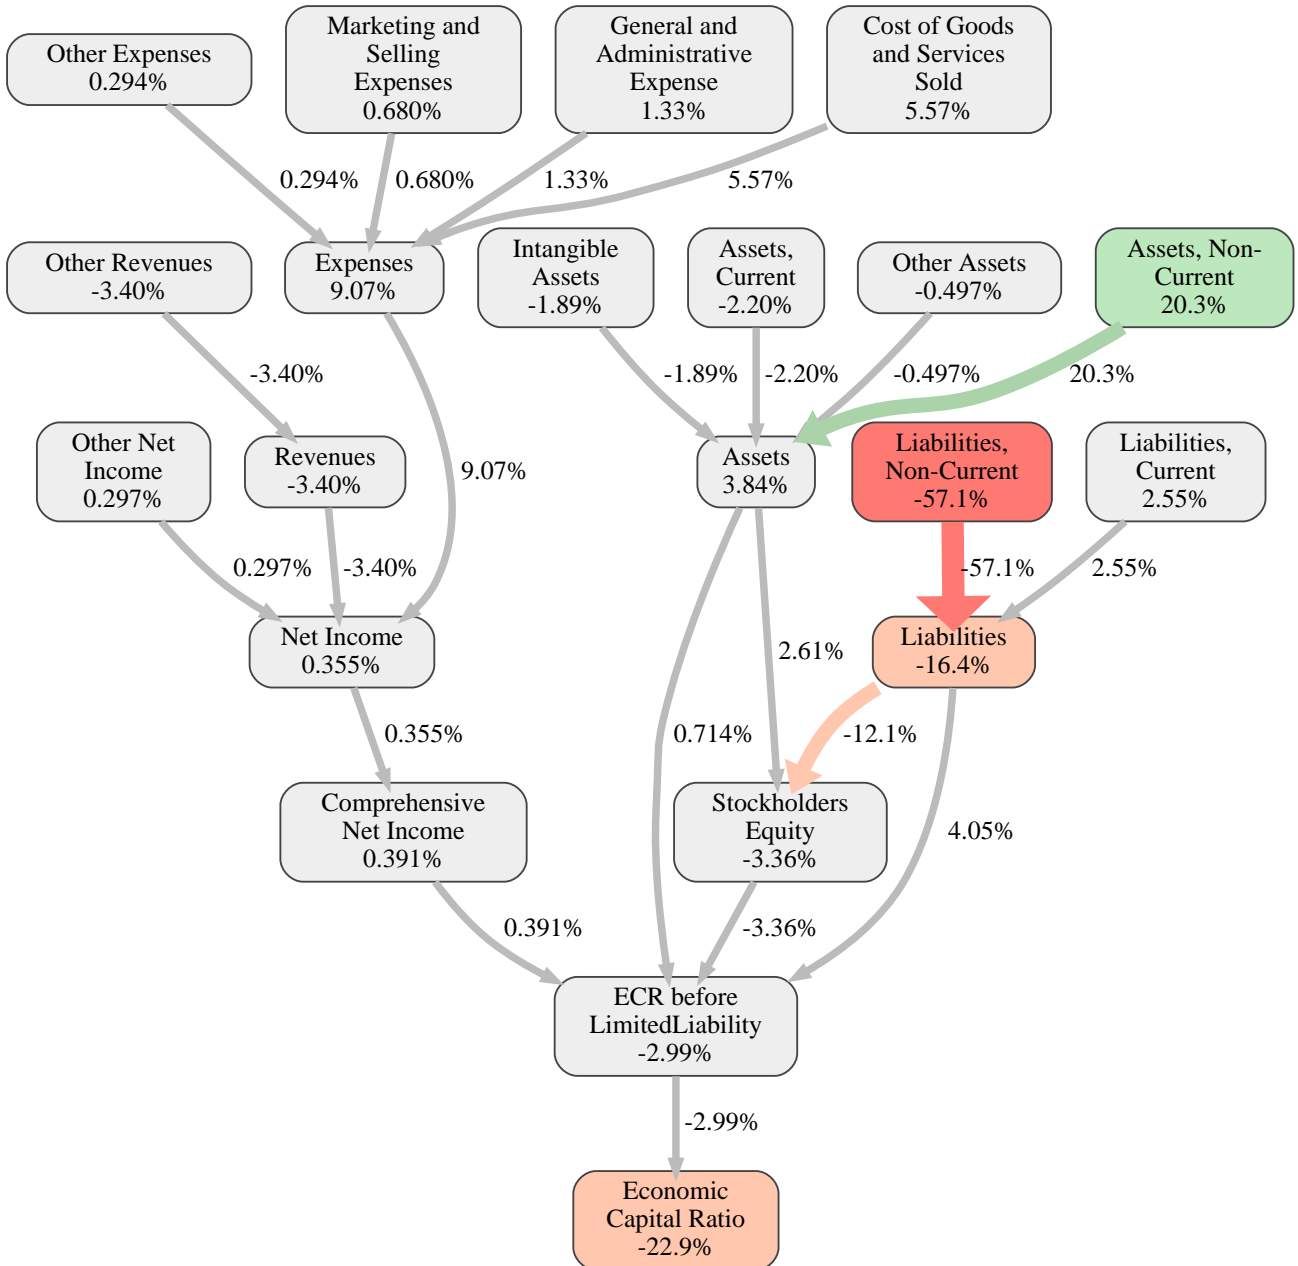 Other Expenses
0.294%
Marketing and
Selling
Expenses
0.680%
General and
Administrative
Expense
1.33%
Cost of Goods
and Services
Sold
5.57%
0.294%
0.680%
1.33%
5.57%
Other Revenues
-3.40%
Expenses
9.07%
Intangible
Assets
-1.89%
Assets,
Current
-2.20%
Other Assets
-0.497%
Assets, Non-
Current
20.3%
-3.40%
9.07%
-1.89%
-2.20%
-0.497%
20.3%
Other Net
Income
0.297%
Revenues
-3.40%
Assets
3.84%
Liabilities,
Non-Current
-57.1%
Liabilities,
Current
2.55%
0.297%
-3.40%
-57.1%
2.55%
Net Income
0.355%
2.61%
Liabilities
-16.4%
0.355%
0.714%
-12.1%
Comprehensive
Net Income
0.391%
Stockholders
Equity
-3.36%
4.05%
0.391%
-3.36%
ECR before
LimitedLiability
-2.99%
-2.99%
Economic
Capital Ratio
-22.9%